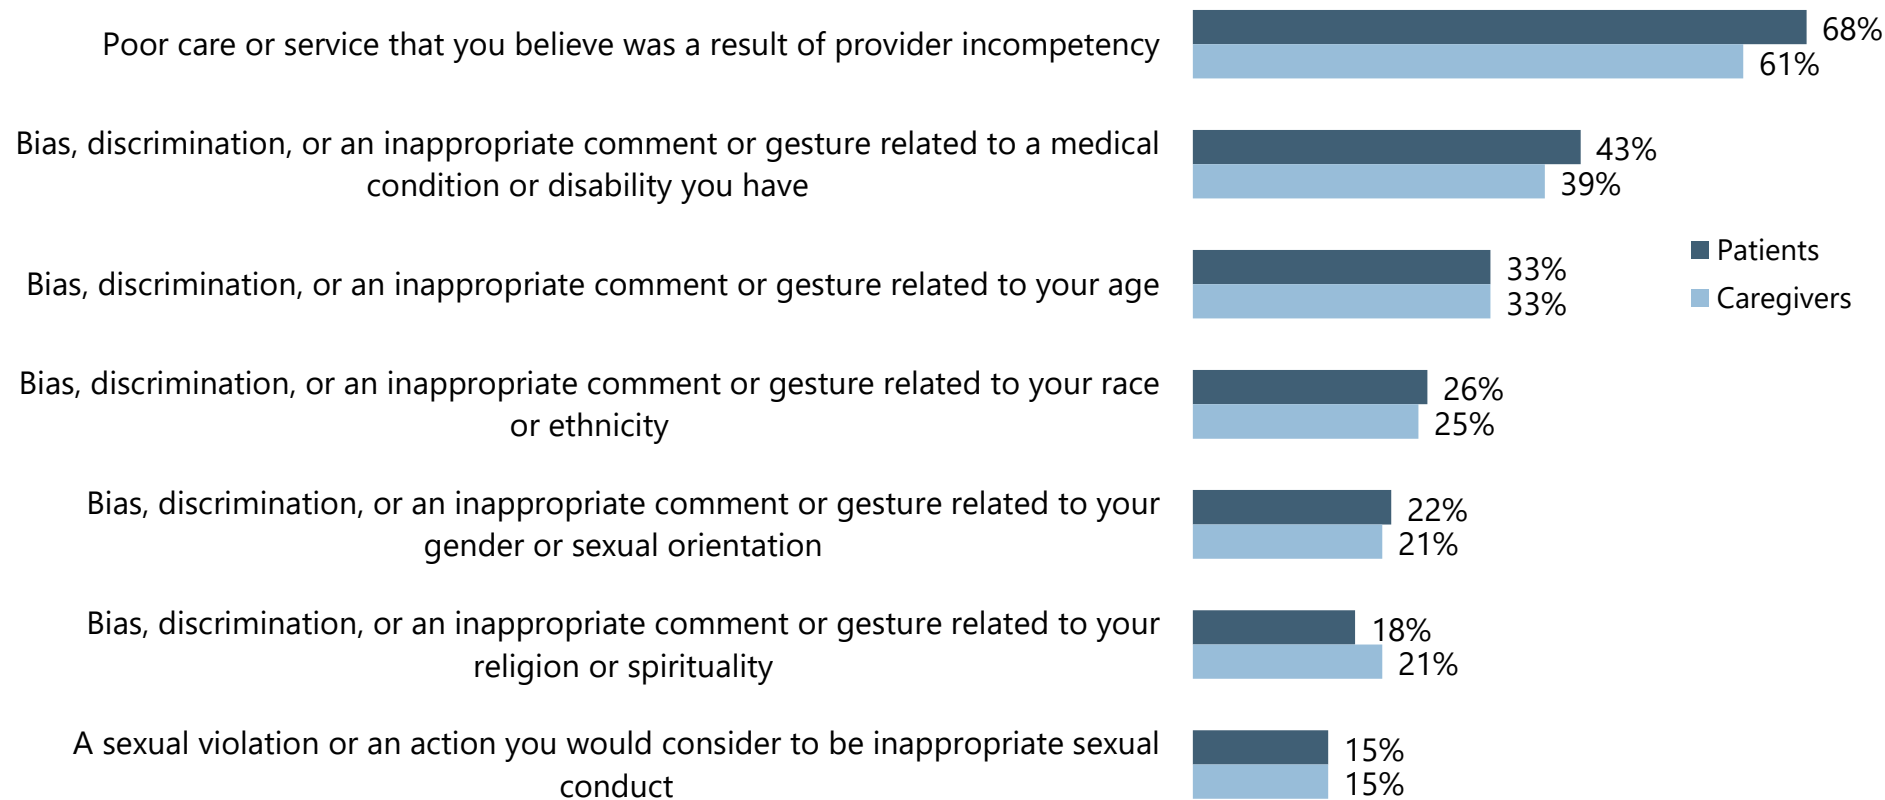 Poor care or service that you believe was a result of provider incompetency
68%
61%
Bias, discrimination, or an inappropriate comment or gesture related to a medical
condition or disability you have
43%
39%
Bias, discrimination, or an inappropriate comment or gesture related to your age
33%
33%
Patients
Caregivers
Bias, discrimination, or an inappropriate comment or gesture related to your race
or ethnicity
26%
25%
Bias, discrimination, or an inappropriate comment or gesture related to your
gender or sexual orientation
22%
21%
Bias, discrimination, or an inappropriate comment or gesture related to your
religion or spirituality
18%
21%
A sexual violation or an action you would consider to be inappropriate sexual
conduct
15%
15%